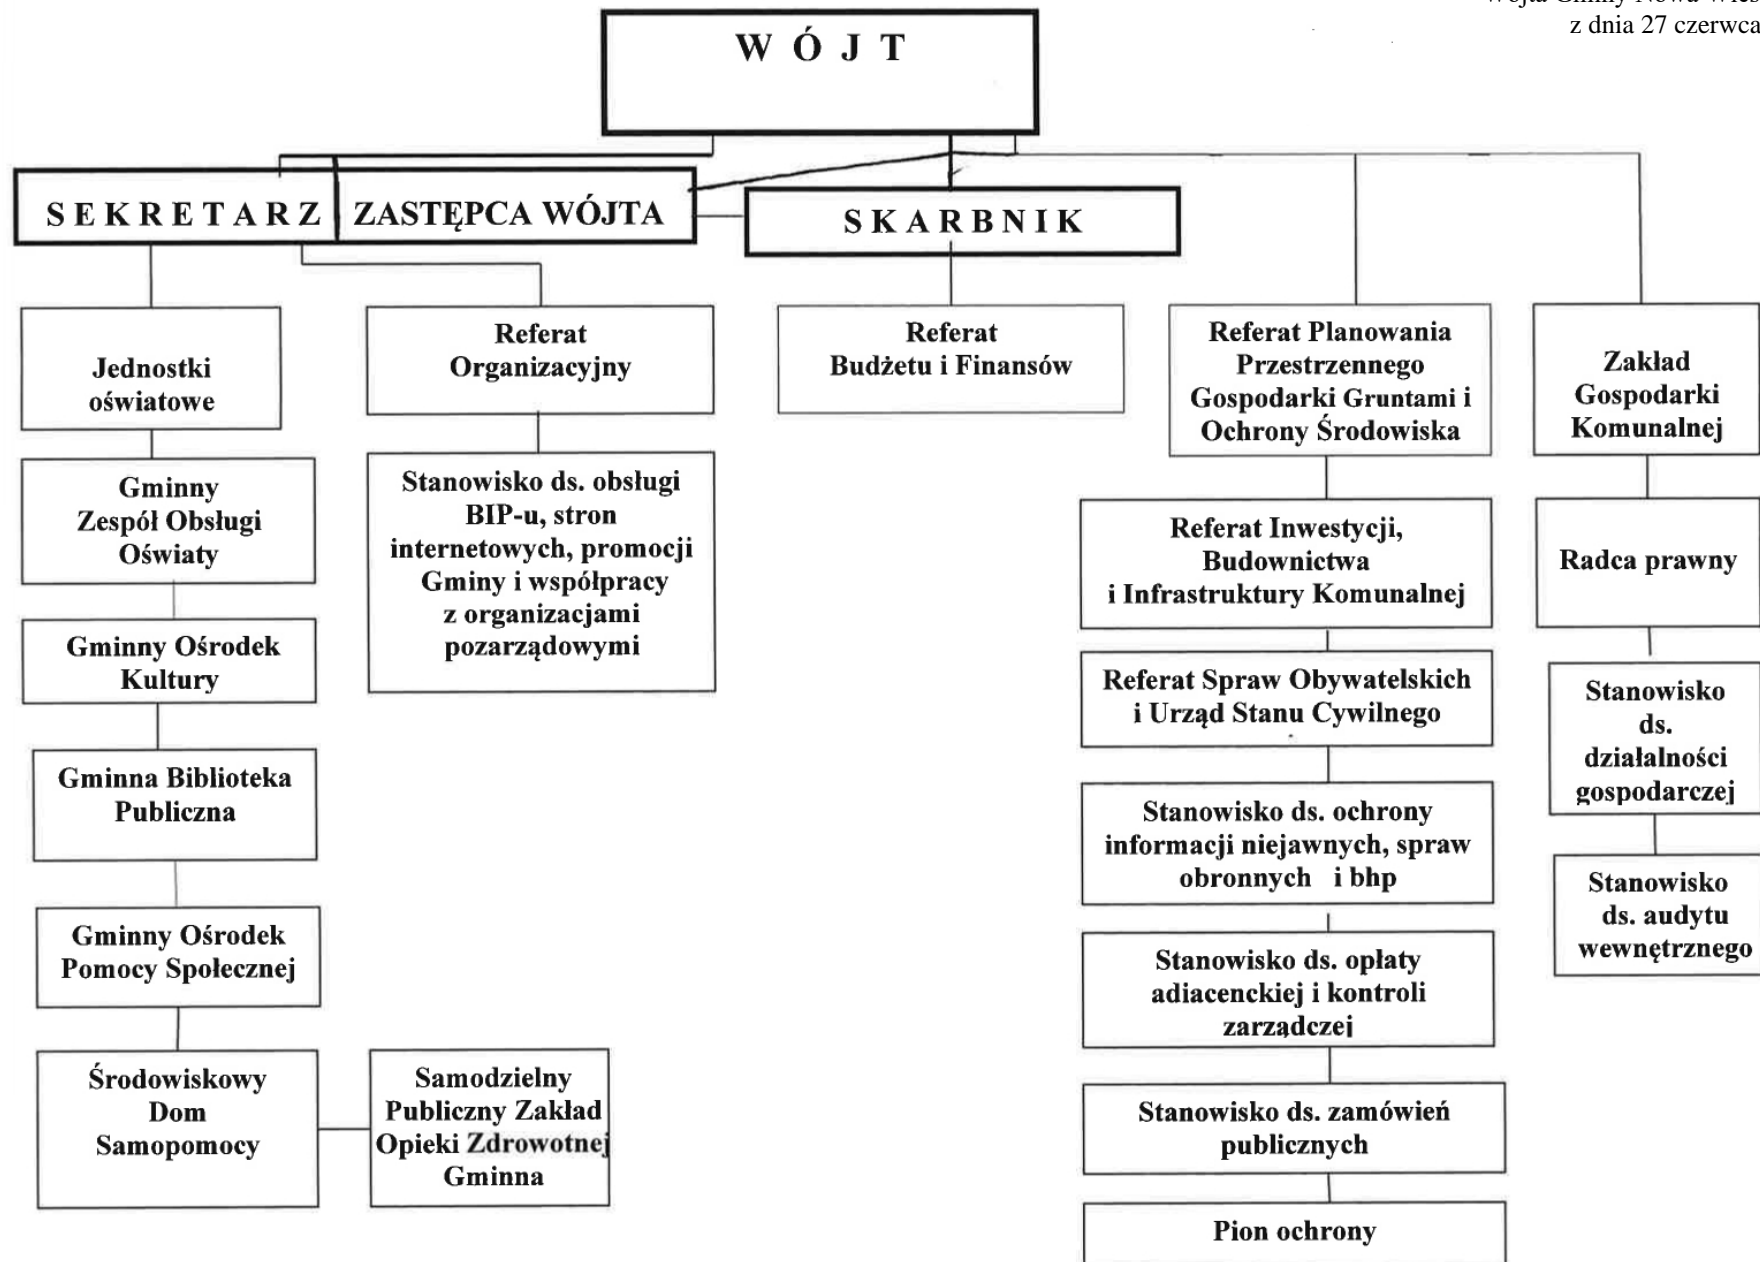 Wójta Gminy Nowa Wieś
z dnia 27 czerwca
W Ó J T
S E K R E T A R Z
ZASTĘPCA WÓJTA
S K A R B N I K
Jednostki
oświatowe
Referat
Organizacyjny
Referat
Budżetu i Finansów
Referat Planowania
Przestrzennego
Gospodarki Gruntami i
Ochrony Środowiska
Zakład
Gospodarki
Komunalnej
Gminny
Zespół Obsługi
Oświaty
Stanowisko ds. obsługi
BIP-u, stron
internetowych, promocji
Gminy i współpracy
z organizacjami
pozarządowymi
Referat Inwestycji,
Budownictwa
i Infrastruktury Komunalnej
Radca prawny
Gminny Ośrodek
Kultury
Referat Spraw Obywatelskich
i Urząd Stanu Cywilnego
Stanowisko
ds.
działalności
gospodarczej
Gminna Biblioteka
Publiczna
Stanowisko ds. ochrony
informacji niejawnych, spraw
obronnych i bhp
Stanowisko
ds. audytu
wewnętrznego
Gminny Ośrodek
Pomocy Społecznej
Stanowisko ds. opłaty
adiacenckiej i kontroli
zarządczej
Środowiskowy
Dom
Samopomocy
Samodzielny
Publiczny Zakład
Opieki Zdrowotnej
Gminna
Stanowisko ds. zamówień
publicznych
Pion ochrony